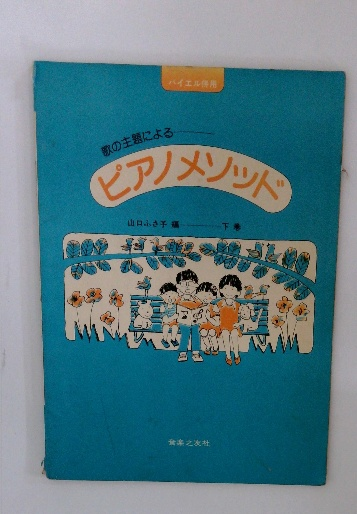 バイエル併用
歌の主題による
ピアノメソッド
山口ふさ子 編 下巻
音楽之友社